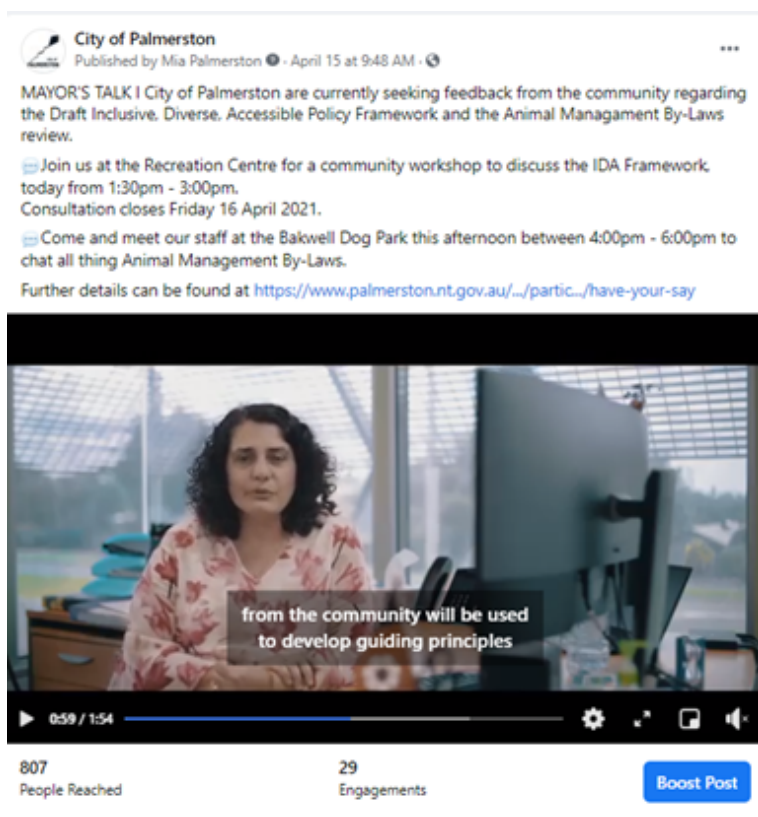 City of Palmerston
Published by Mia Palmerston · April 15 at 9:48 AM ·
MAYOR'S TALK I City of Palmerston are currently seeking feedback from the community regarding
the Draft Inclusive, Diverse, Accessible Policy Framework and the Animal Managament By-Laws
review.
Join us at the Recreation Centre for a community workshop to discuss the IDA Framework,
today from 1:30pm - 3:00pm.
Consultation closes Friday 16 April 2021.
Come and meet our staff at the Bakwell Dog Park this afternoon between 4:00pm - 6:00pm to
chat all thing Animal Management By-Laws.
Further details can be found at https://www.palmerston.nt.gov.au/.../partic.../have-your-say
from the community will be used
to develop guiding principles
0:59 / 1:54
807
People Reached
29
Engagements
Boost Post